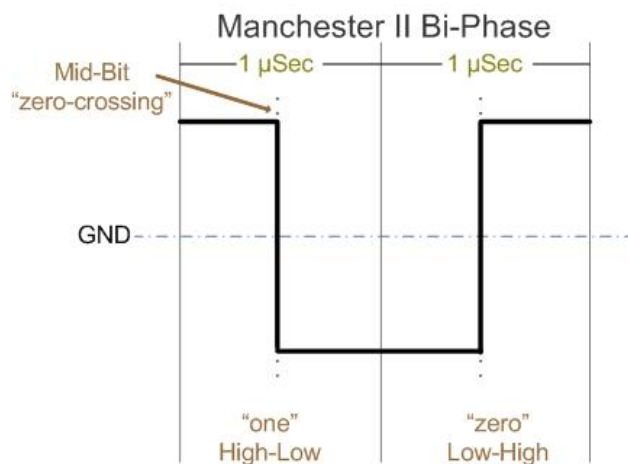 Manchester II Bi-Phase
1 µSec
1 µSec
Mid-Bit
“zero-crossing”
GND
“one”
High-Low
“zero”
Low-High